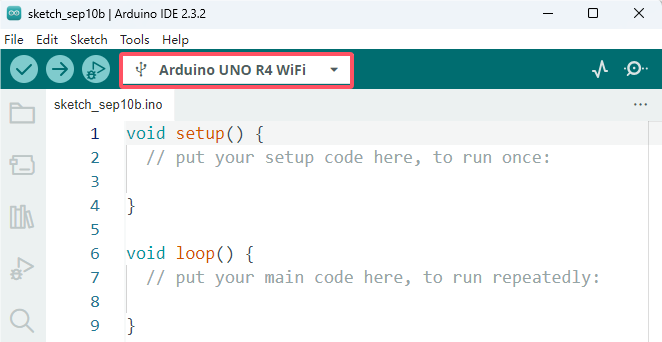 sketch_sep10b | Arduino IDE 2.3.2
File Edit Sketch Tools Help
Arduino UNO R4 WiFi
sketch_sep10b.ino
1 void setup() {
2 // put your setup code here, to run once:
3
4 }
5
6 void loop() {
7 // put your main code here, to run repeatedly:
8
9 }